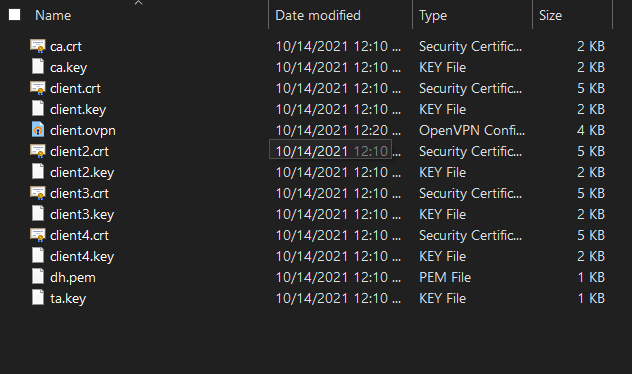 Name Date modified Type Size
ca.crt 10/14/2021 12:10 ... Security Certific... 2 KB
ca.key 10/14/2021 12:10 ... KEY File 2 KB
client.crt 10/14/2021 12:10 ... Security Certific... 5 KB
client.key 10/14/2021 12:10 ... KEY File 2 KB
client.ovpn 10/14/2021 12:20 ... OpenVPN Confi... 4 KB
client2.crt 10/14/2021 12:10 ... Security Certific... 5 KB
client2.key 10/14/2021 12:10 ... KEY File 2 KB
client3.crt 10/14/2021 12:10 ... Security Certific... 5 KB
client3.key 10/14/2021 12:10 ... KEY File 2 KB
client4.crt 10/14/2021 12:10 ... Security Certific... 5 KB
client4.key 10/14/2021 12:10 ... KEY File 2 KB
dh.pem 10/14/2021 12:10 ... PEM File 1 KB
ta.key 10/14/2021 12:10 ... KEY File 1 KB